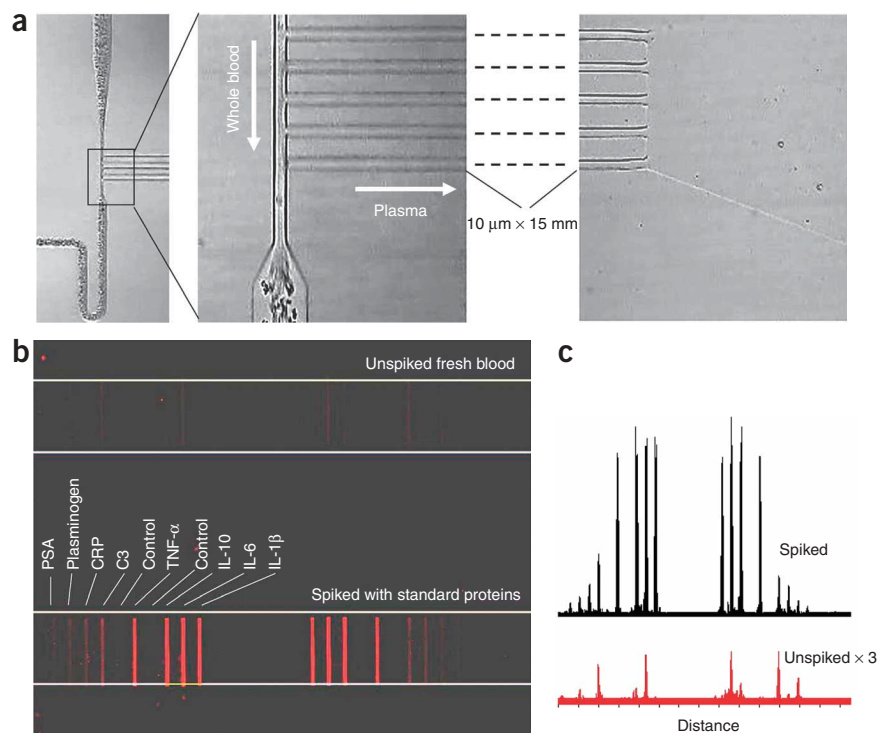 a
Whole blood
Plasma
10 μm × 15 mm
b
Unspiked fresh blood
PSA
Plasminogen
CRP
C3
Control
TNF-α
Control
IL-10
IL-6
IL-1β
Spiked with standard proteins
c
Spiked
Unspiked × 3
Distance